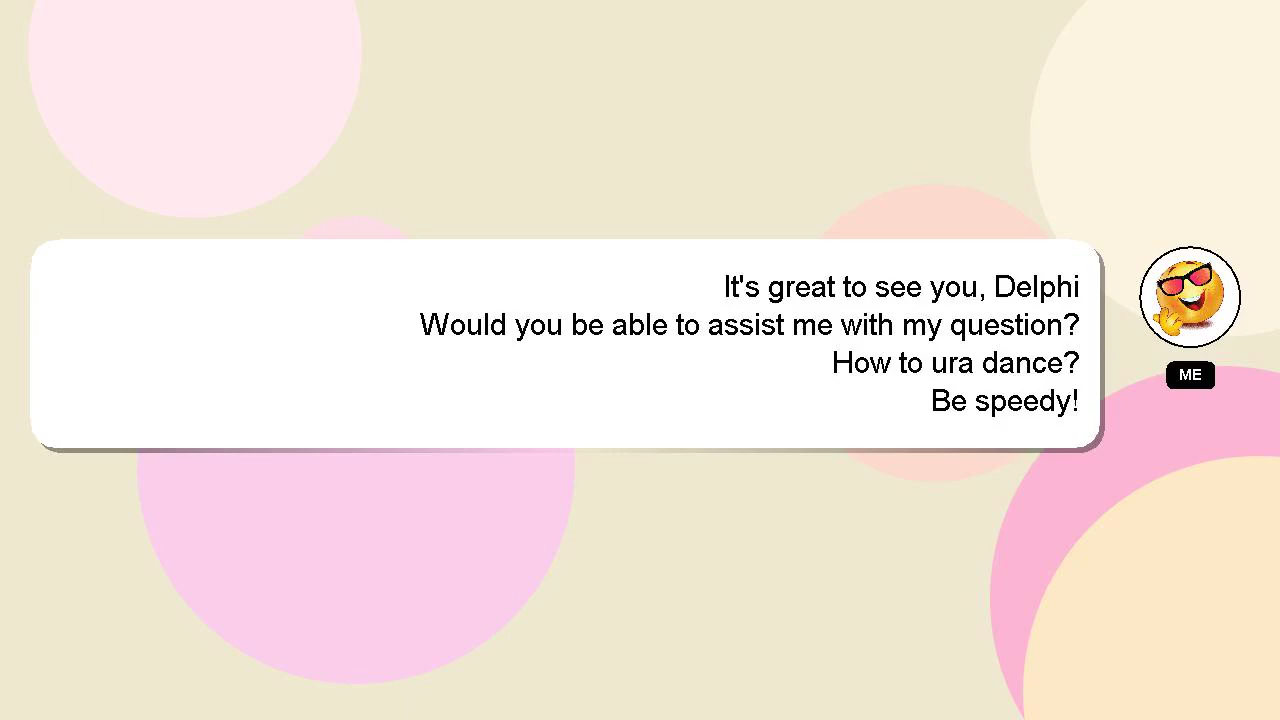 It's great to see you, Delphi
Would you be able to assist me with my question?
How to ura dance?
Be speedy!
ME